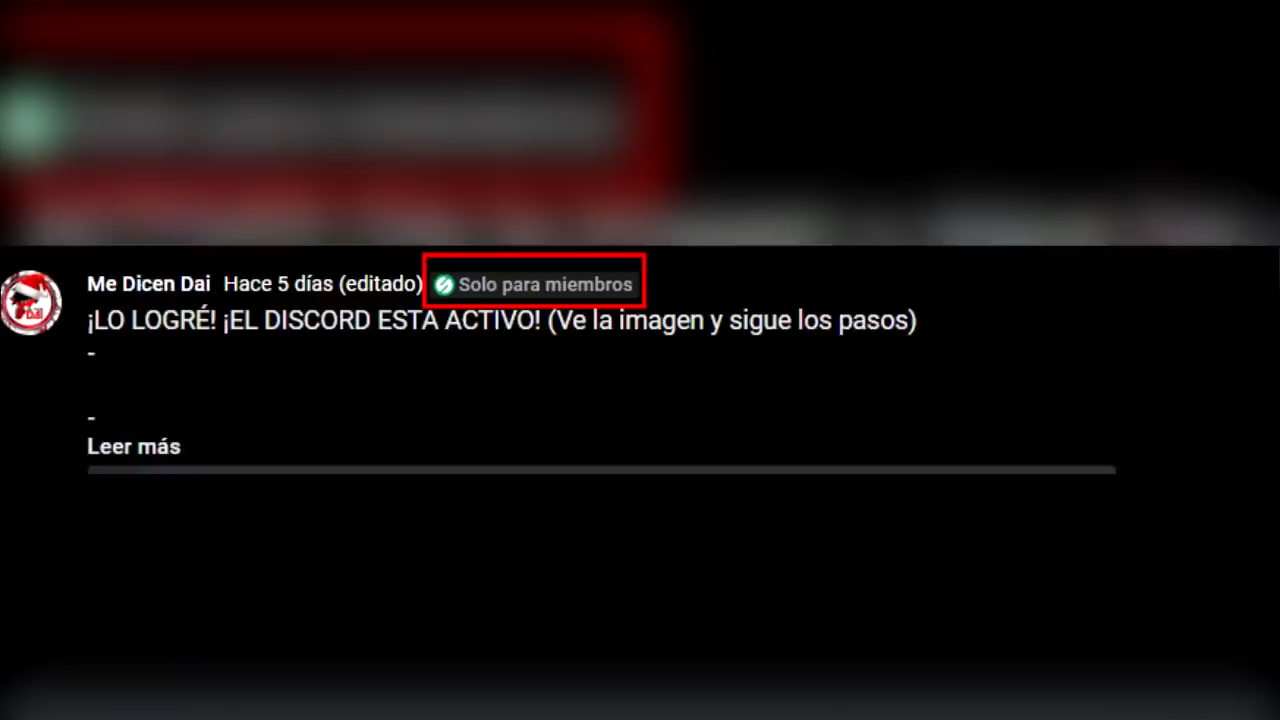 Me Dicen Dai Hace 5 días (editado) Solo para miembros
¡LO LOGRÉ! ¡EL DISCORD ESTA ACTIVO! (Ve la imagen y sigue los pasos)
-
-
Leer más